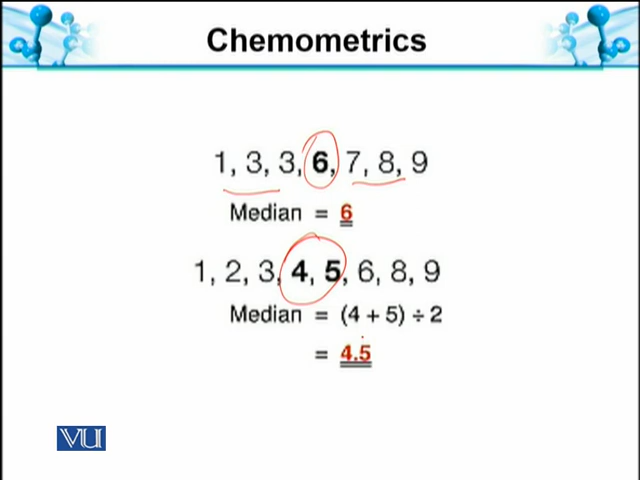 Chemometrics
1, 3, 3, 6, 7, 8, 9
Median = 6
1, 2, 3, 4, 5, 6, 8, 9
Median = (4 + 5) ÷ 2
= 4.5
VU